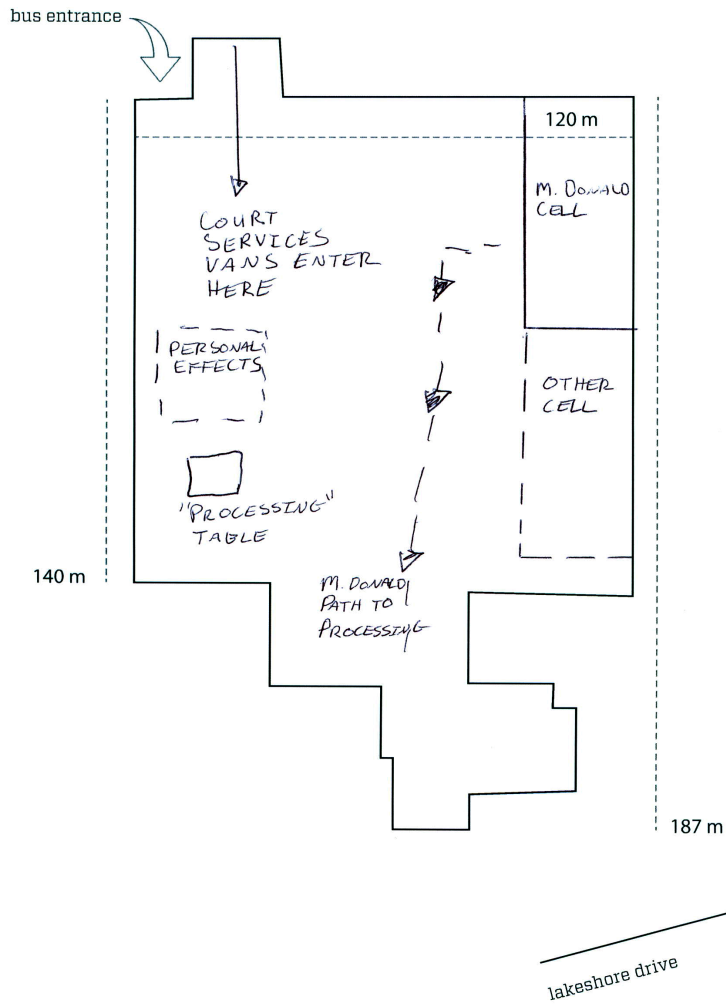 bus entrance
120 m
M. DONALD
CELL
COURT
SERVICES
VANS ENTER
HERE
PERSONAL
EFFECTS
OTHER
CELL
"PROCESSING"
TABLE
140 m
M. DONALD
PATH TO
PROCESSING
187 m
lakeshore drive